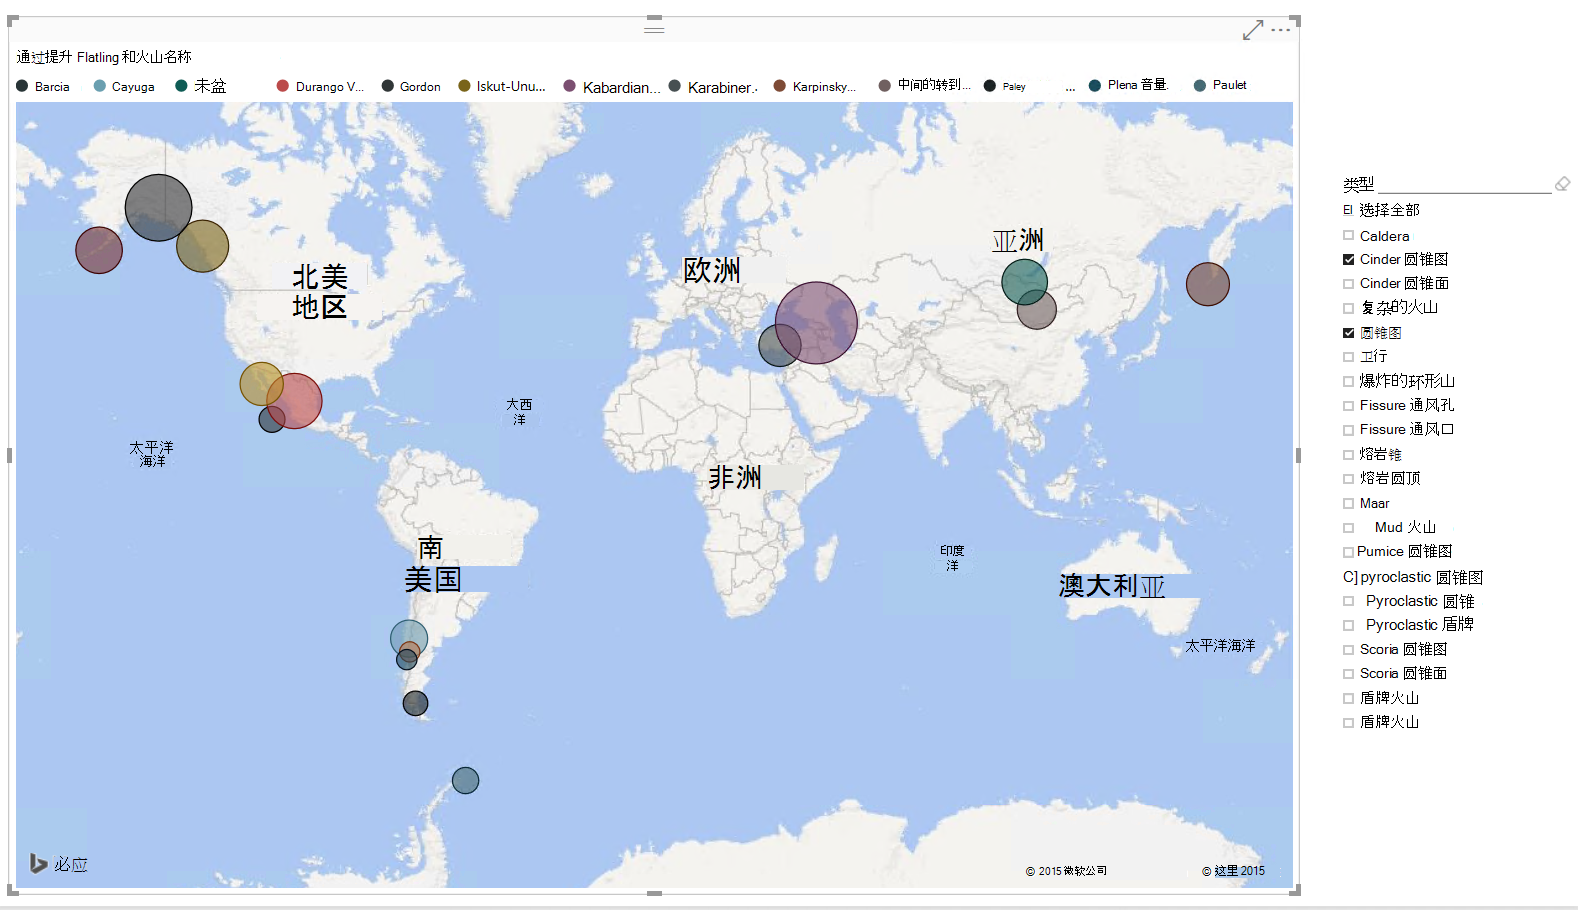 通过提升 Flatling 和火山名称
Barcia Cayuga 未盆 Durango V... Gordon Iskut-Unu... Kabardian... Karabiner. Karpinsky... 中间的转到... Paley ... Plena 音量. Paulet
北美
地区
欧洲
亚洲
大西
洋
太平洋
海洋
非洲
南
美国
印度
洋
澳大利亚
太平洋海洋
必应
© 2015 微软公司
© 这里 2015
类型
El 选择全部
Caldera
Cinder 圆锥图
Cinder 圆锥面
复杂的火山
圆锥图
卫行
爆炸的环形山
Fissure 通风孔
Fissure 通风口
熔岩锥
熔岩圆顶
Maar
Mud 火山
Pumice 圆锥图
C] pyroclastic 圆锥图
Pyroclastic 圆锥
Pyroclastic 盾牌
Scoria 圆锥图
Scoria 圆锥面
盾牌火山
盾牌火山